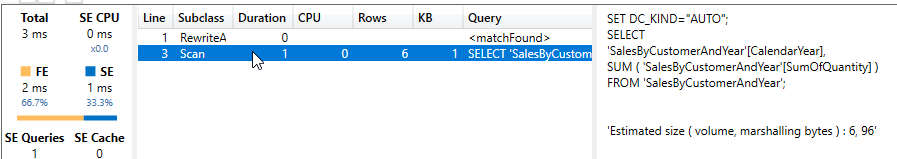 Total SE CPU
3 ms 0 ms
x0.0
FE SE
2 ms 1 ms
66.7% 33.3%
SE Queries SE Cache
1 0
Line Subclass Duration CPU Rows KB Query
1 RewriteA 0 <matchFound>
3 Scan 1 0 6 1 SELECT 'SalesByCustom
SET DC_KIND="AUTO";
SELECT
'SalesByCustomerAndYear'[CalendarYear],
SUM ( 'SalesByCustomerAndYear'[SumOfQuantity] )
FROM 'SalesByCustomerAndYear';
'Estimated size ( volume, marshalling bytes ) : 6, 96'